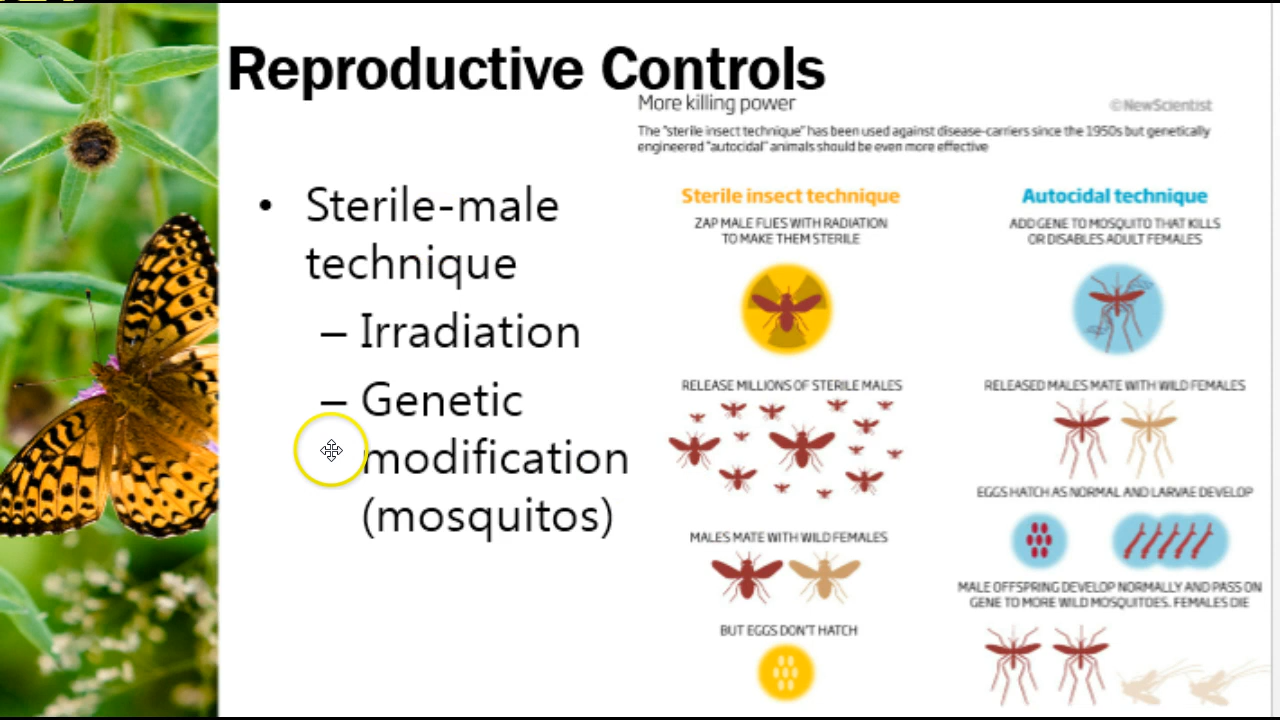 Reproductive Controls
More killing power
©NewScientist
The "sterile insect technique" has been used against disease-carriers since the 1950s but genetically
engineered "autocidal" animals should be even more effective
• Sterile-male
technique
– Irradiation
– Genetic
modification
(mosquitos)
Sterile insect technique
ZAP MALE FLIES WITH RADIATION
TO MAKE THEM STERILE
RELEASE MILLIONS OF STERILE MALES
MALES MATE WITH WILD FEMALES
BUT EGGS DON'T HATCH
Autocidal technique
ADD GENE TO MOSQUITO THAT KILLS
OR DISABLES ADULT FEMALES
RELEASED MALES MATE WITH WILD FEMALES
EGGS HATCH AS NORMAL AND LARVAE DEVELOP
MALE OFFSPRING DEVELOP NORMALLY AND PASS ON
GENE TO MORE WILD MOSQUITOES. FEMALES DIE